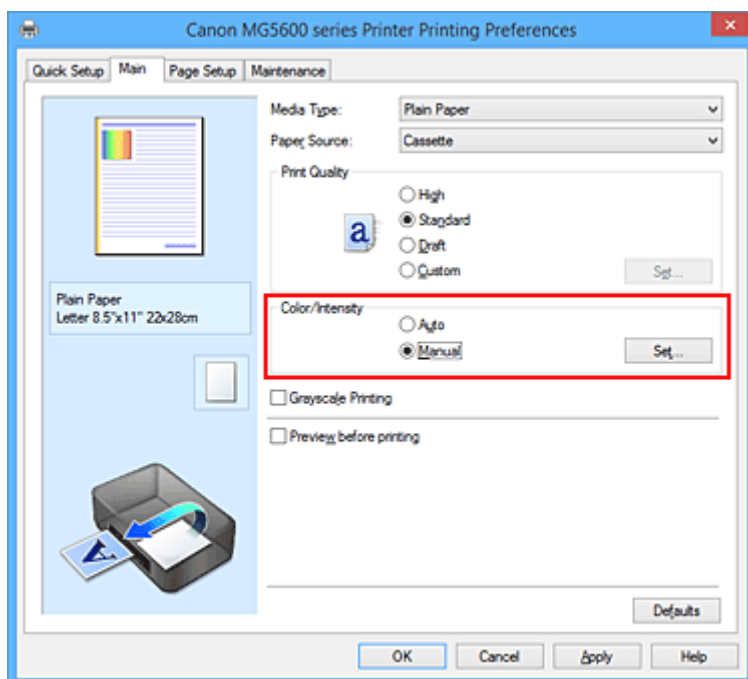 Canon MG5600 series Printer Printing Preferences
Quick Setup Main Page Setup Maintenance
Media Type: Plain Paper
Paper Source: Cassette
Print Quality
High
Standard
Draft
Custom Set...
Plain Paper
Letter 8.5"x11" 22x28cm
Color/Intensity
Auto
Manual Set...
Grayscale Printing
Preview before printing
Defaults
OK Cancel Apply Help